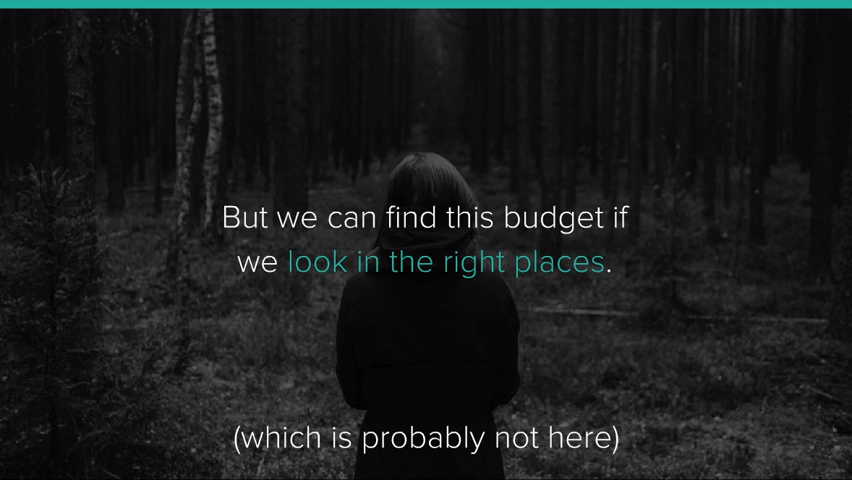 But we can find this budget if
we look in the right places.
(which is probably not here)